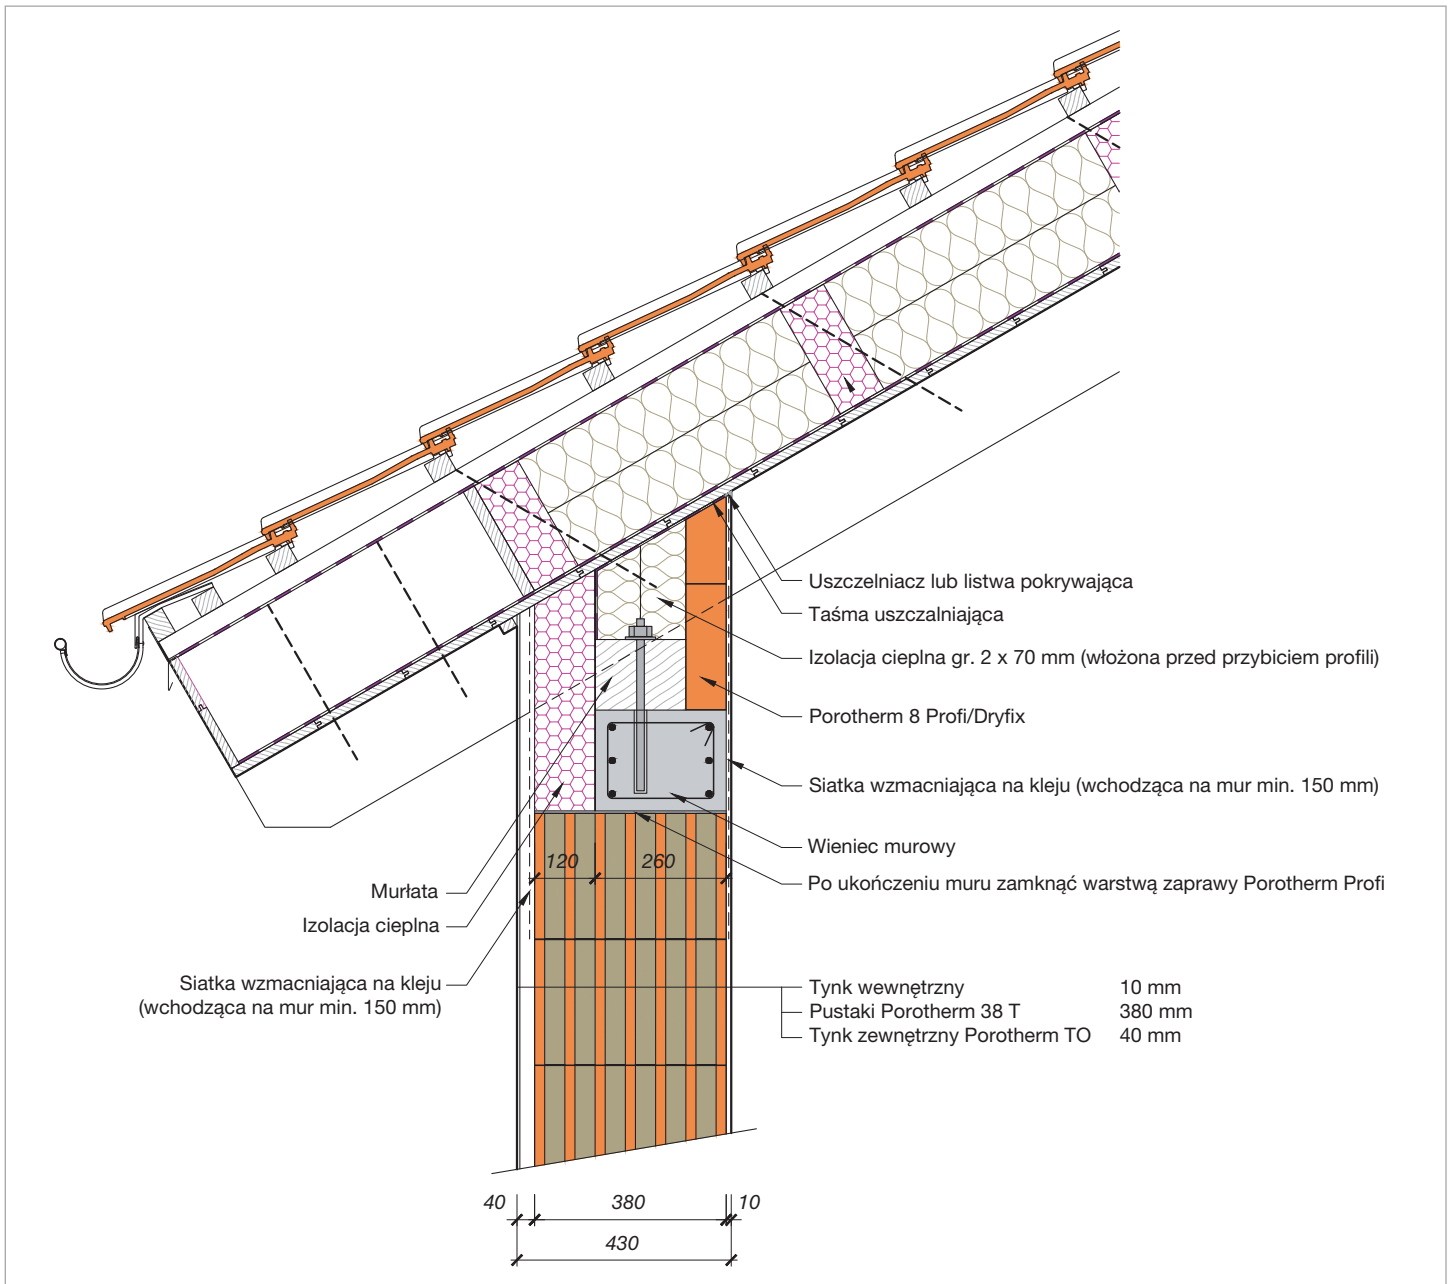 Uszczelniacz lub listwa pokrywająca
Taśma uszczalniająca
Izolacja cieplna gr. 2 x 70 mm (włożona przed przybiciem profili)
Porotherm 8 Profi/Dryfix
Siatka wzmacniająca na kleju (wchodząca na mur min. 150 mm)
Wieniec murowy
120 260
Po ukończeniu muru zamknąć warstwą zaprawy Porotherm Profi
Murłata
Izolacja cieplna
Siatka wzmacniająca na kleju
(wchodząca na mur min. 150 mm)
Tynk wewnętrzny 10 mm
Pustaki Porotherm 38 T 380 mm
Tynk zewnętrzny Porotherm TO 40 mm
40 380 10
430